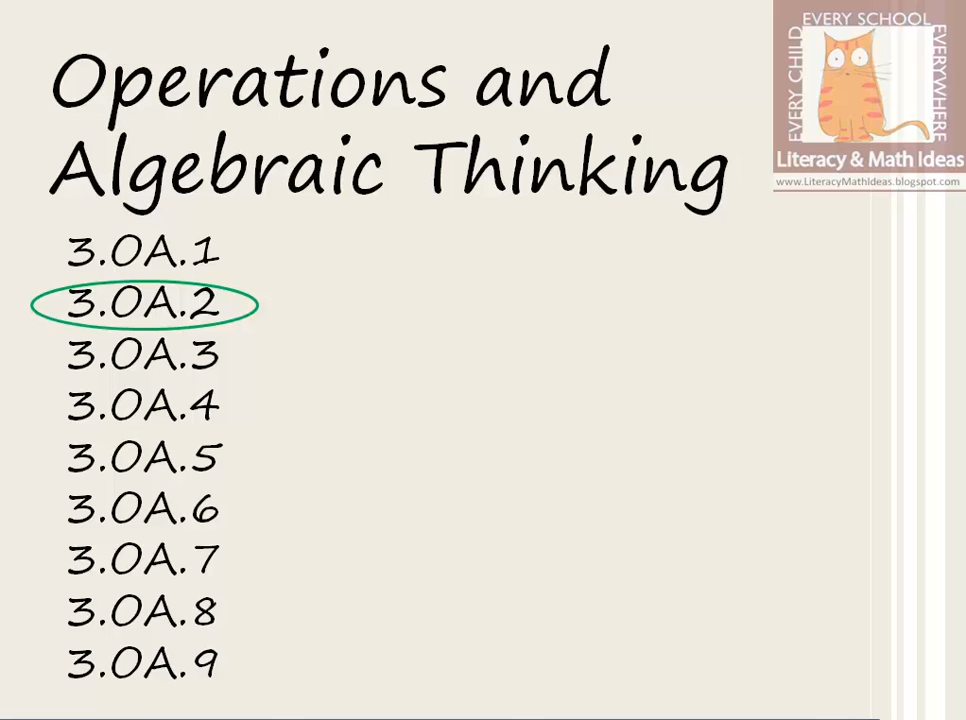 Operations and
Algebraic Thinking
3.OA.1
3.OA.2
3.OA.3
3.OA.4
3.OA.5
3.OA.6
3.OA.7
3.OA.8
3.OA.9
EVERY CHILD
EVERY SCHOOL
EVERYWHERE
Literacy & Math Ideas
www.LiteracyMathIdeas.blogspot.com